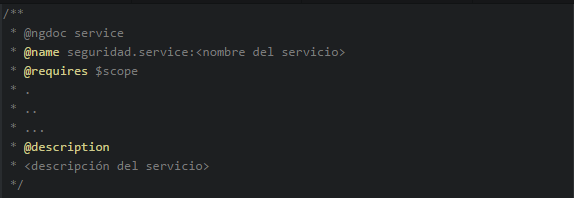 /**
* @ngdoc service
* @name seguridad.service:<nombre del servicio>
* @requires $scope
* .
* ..
* ...
* @description
* <descripción del servicio>
*/